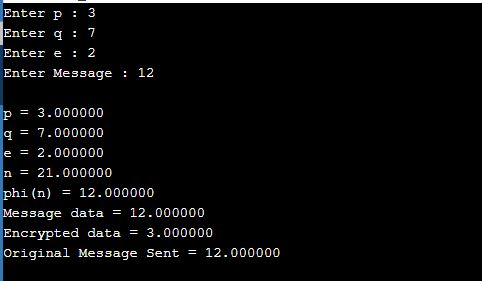 Enter p : 3
Enter q : 7
Enter e : 2
Enter Message : 12
p = 3.000000
q = 7.000000
e = 2.000000
n = 21.000000
phi(n) = 12.000000
Message data = 12.000000
Encrypted data = 3.000000
Original Message Sent = 12.000000